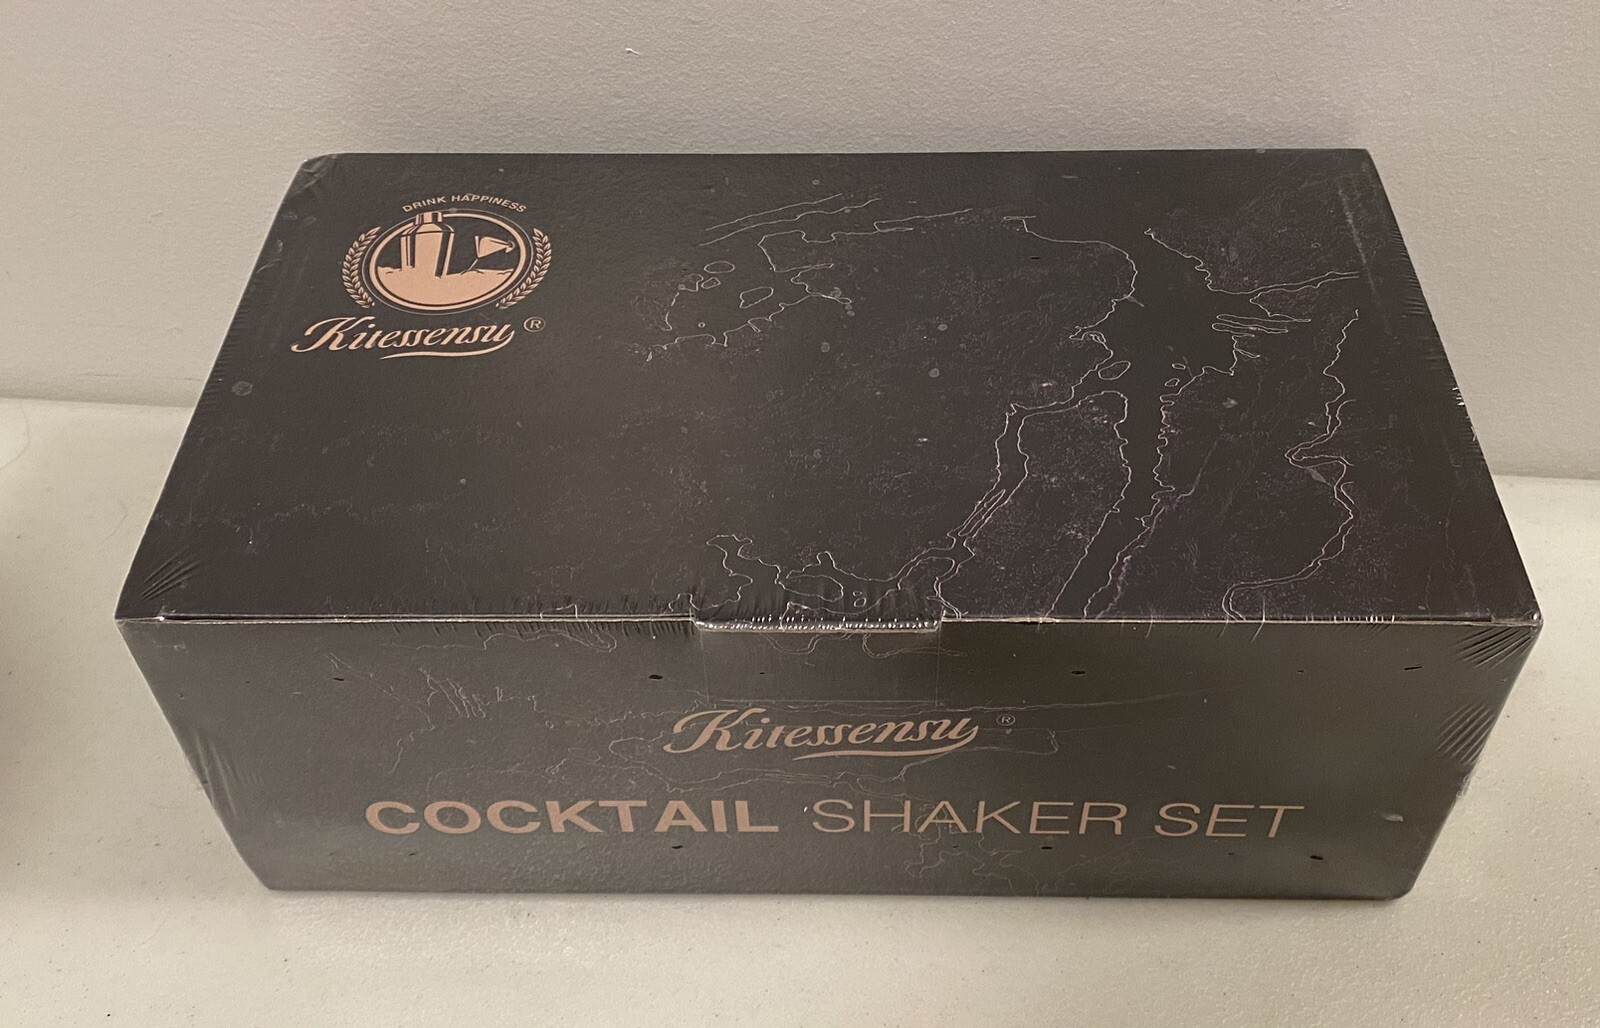 DRINK HAPPINESS
Kitessensu ®
Kitessensu ®
COCKTAIL SHAKER SET